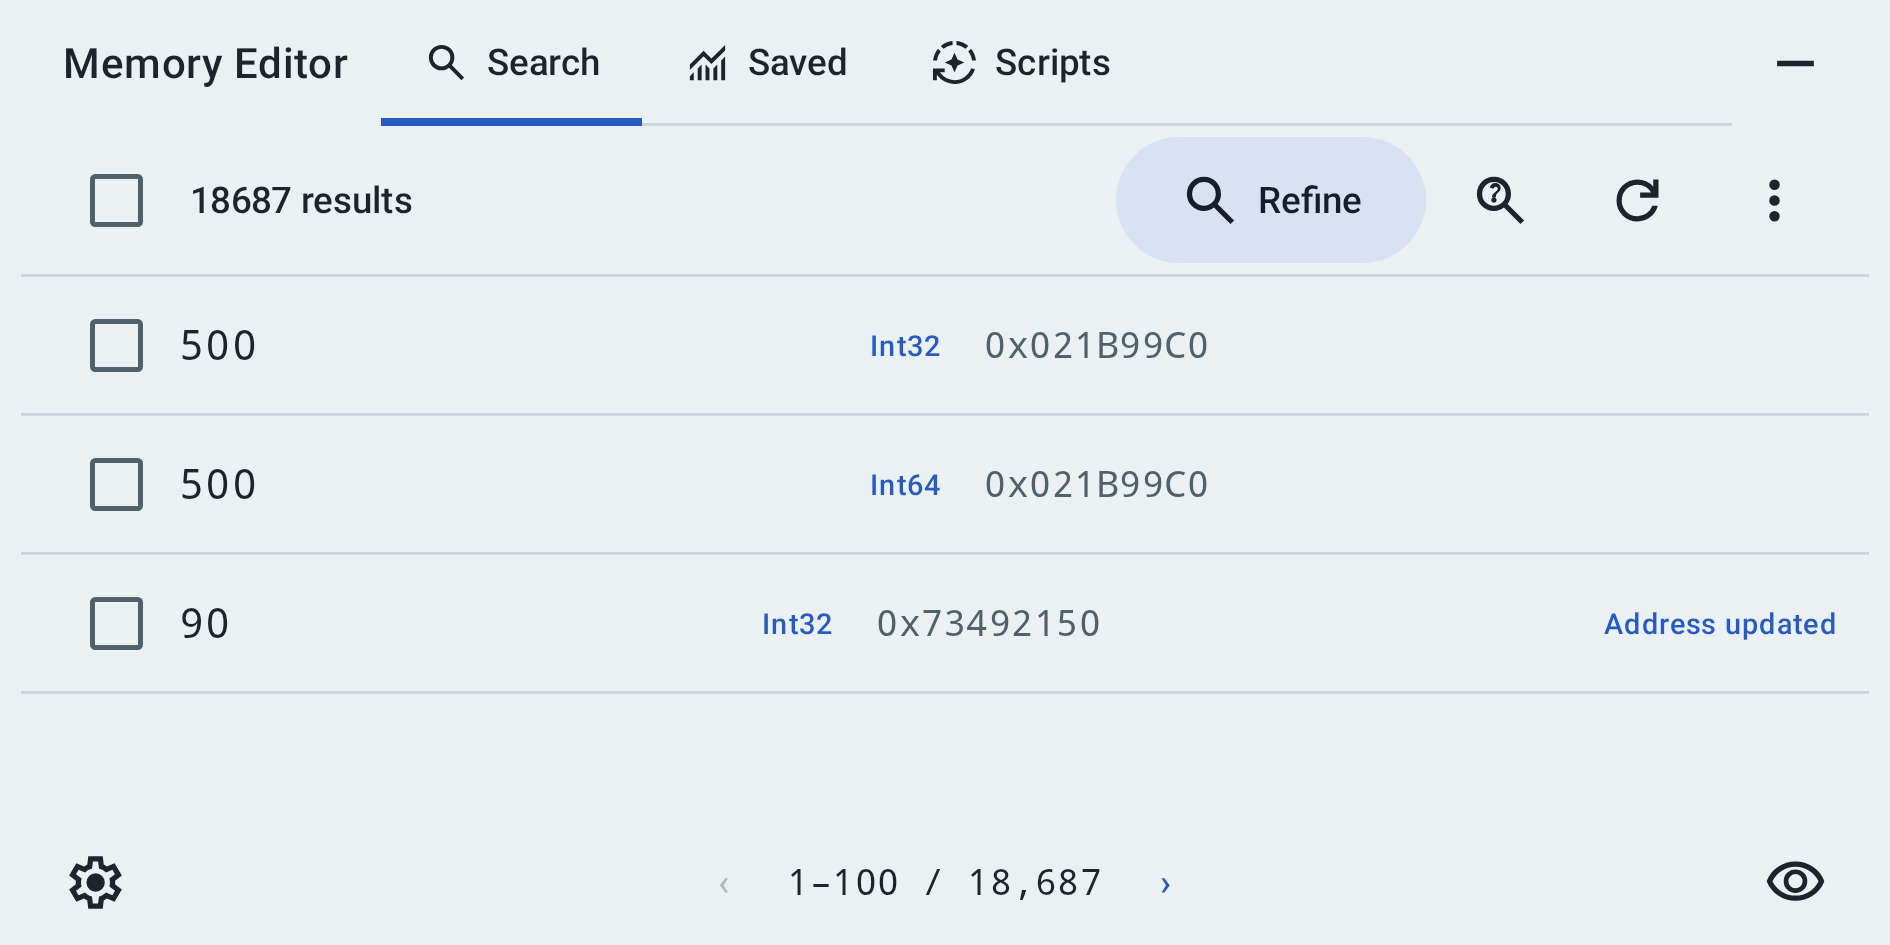 Memory Editor Search Saved Scripts
18687 results Refine
500 Int32 0x021B99C0
500 Int64 0x021B99C0
90 Int32 0x73492150 Address updated
‹ 1–100 / 18,687 ›